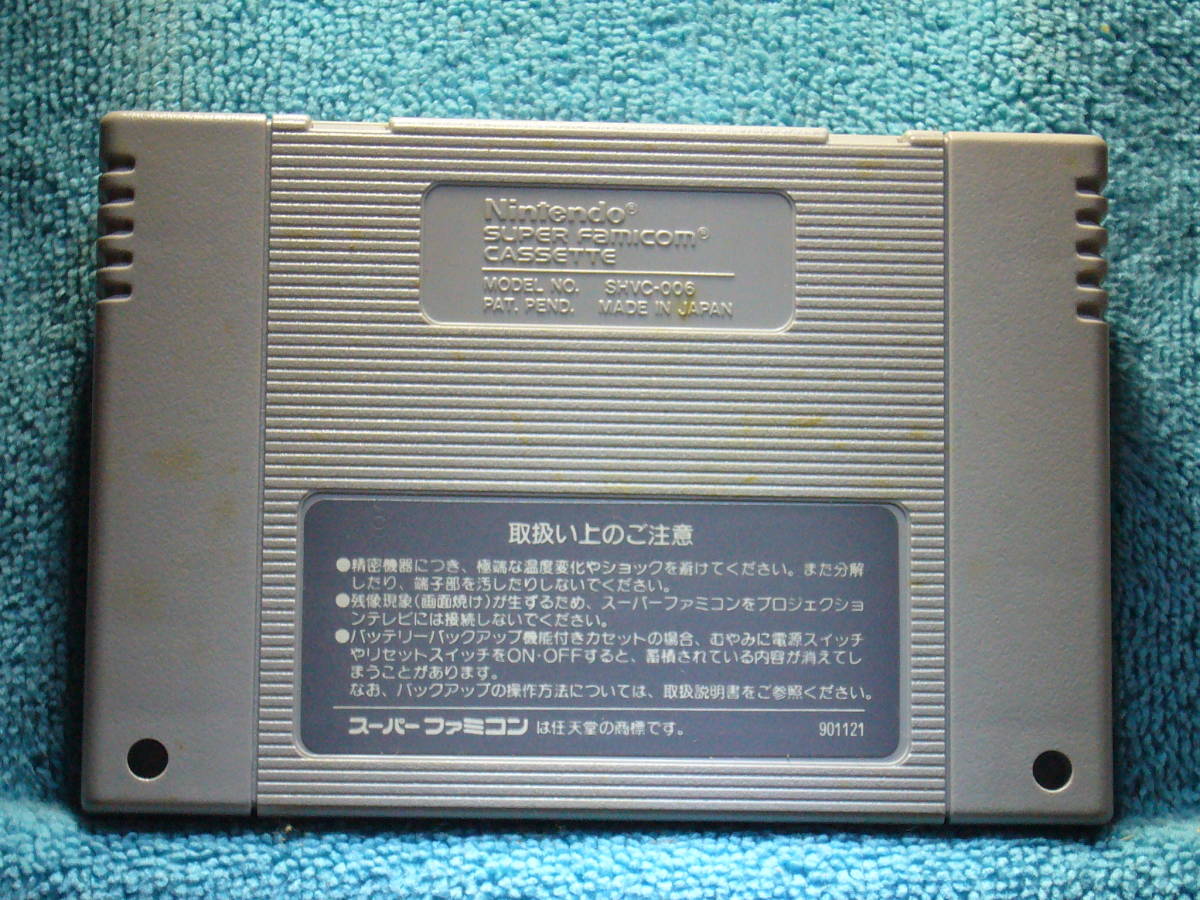 Nintendo®
SUPER FAMICOM®
CASSETTE
MODEL NO. SHVC-006
PAT. PEND. MADE IN JAPAN
取扱い上のご注意
●精密機器につき、極端な温度変化やショックを避けてください。また分解
したり、端子部を汚したりしないでください。
●残像現象(画面焼け)が生ずるため、スーパーファミコンをプロジェクショ
ンテレビには接続しないでください。
●バッテリーバックアップ機能付きカセットの場合、むやみに電源スイッチ
やリセットスイッチをON・OFFすると、蓄積されている内容が消えてし
まうことがあります。
なお、バックアップの操作方法については、取扱説明書をご参照ください。
スーパーファミコンは任天堂の商標です。 901121